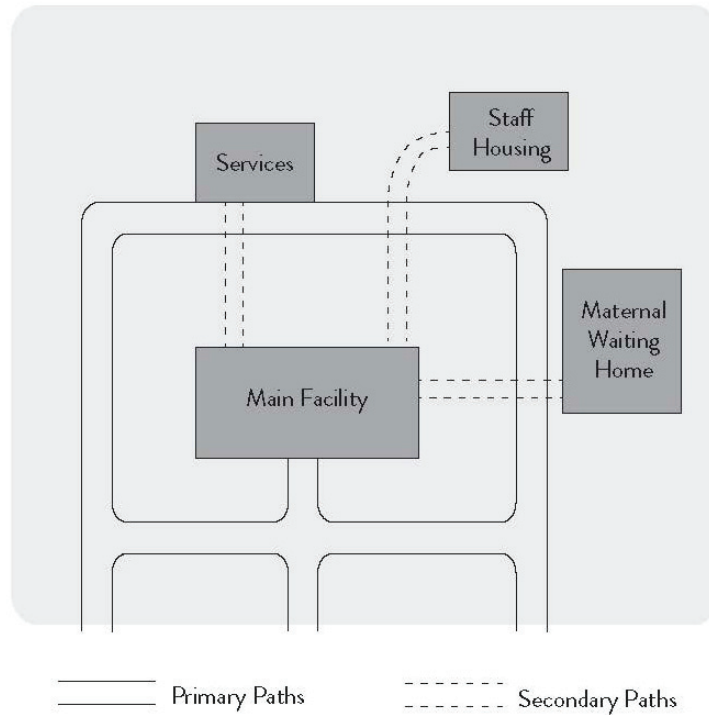 Staff
Housing
Services
Maternal
Waiting
Home
Main Facility
Primary Paths
Secondary Paths